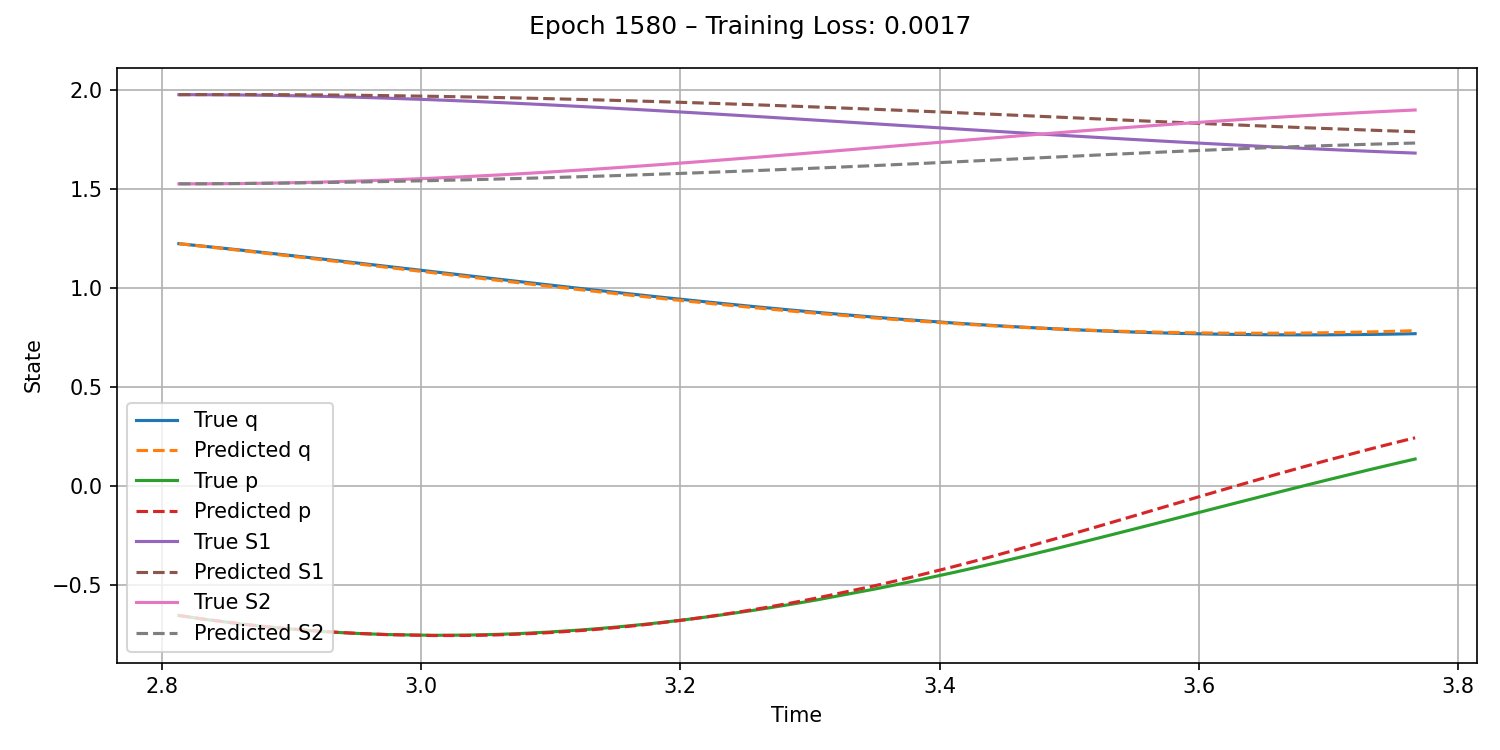 Epoch 1580 – Training Loss: 0.0017
2.0
1.5
1.0
0.5
0.0
−0.5
State
True q
Predicted q
True p
Predicted p
True S1
Predicted S1
True S2
Predicted S2
2.8 3.0 3.2 3.4 3.6 3.8
Time